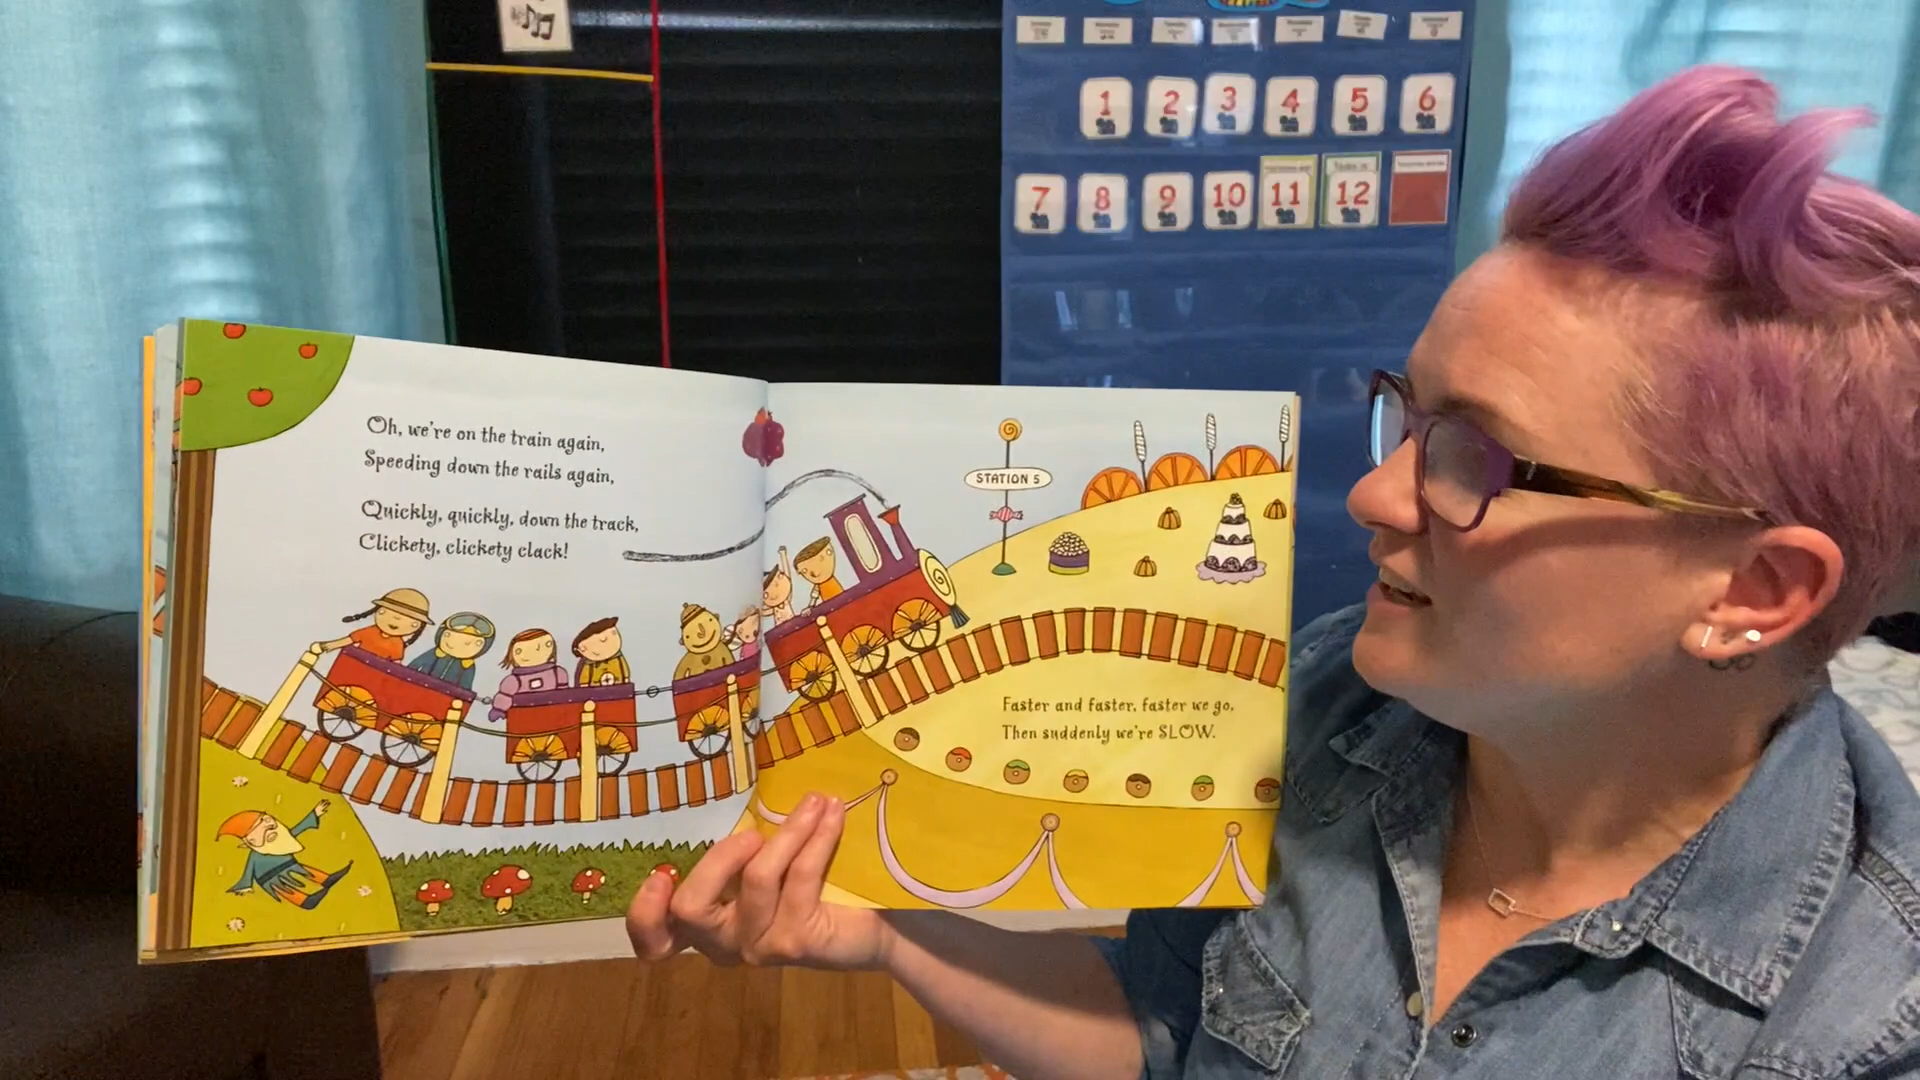 1 2 3 4 5 6
7 8 9 10 11 12
Oh, we're on the train again,
Speeding down the rails again,
Quickly, quickly, down the track,
Clickety, clickety clack!
STATION 5
Faster and faster, faster we go,
Then suddenly we're SLOW.